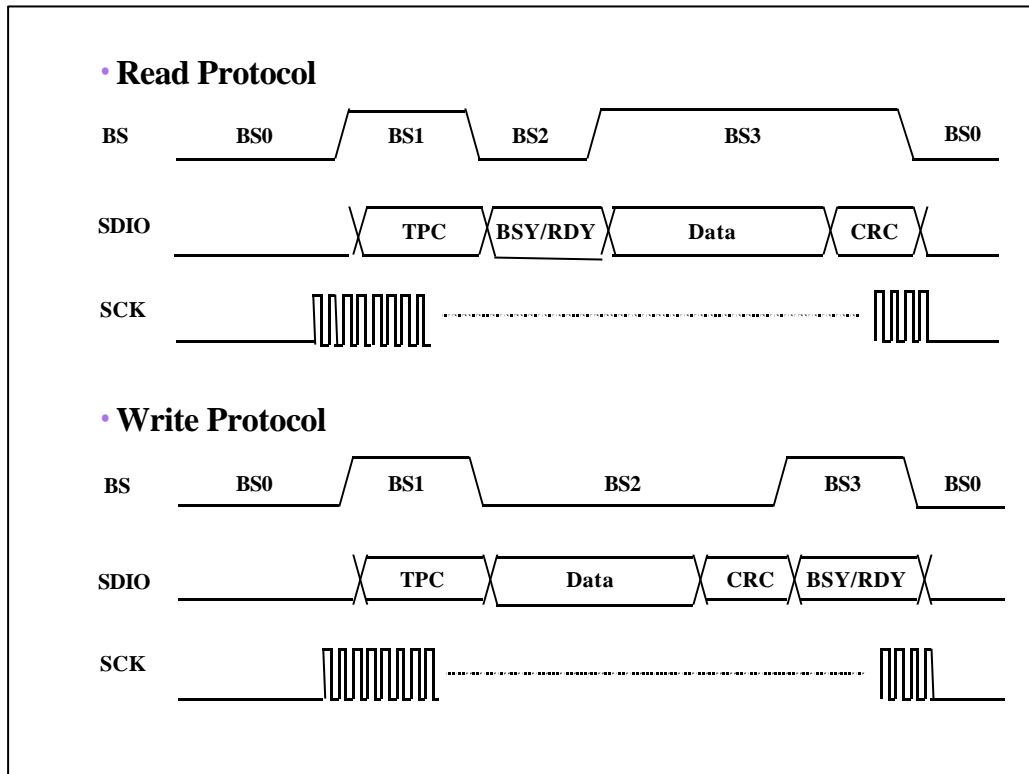 • Read Protocol
BS BS0 BS1 BS2 BS3 BS0
SDIO TPC BSY/RDY Data CRC
SCK
• Write Protocol
BS BS0 BS1 BS2 BS3 BS0
SDIO TPC Data CRC BSY/RDY
SCK